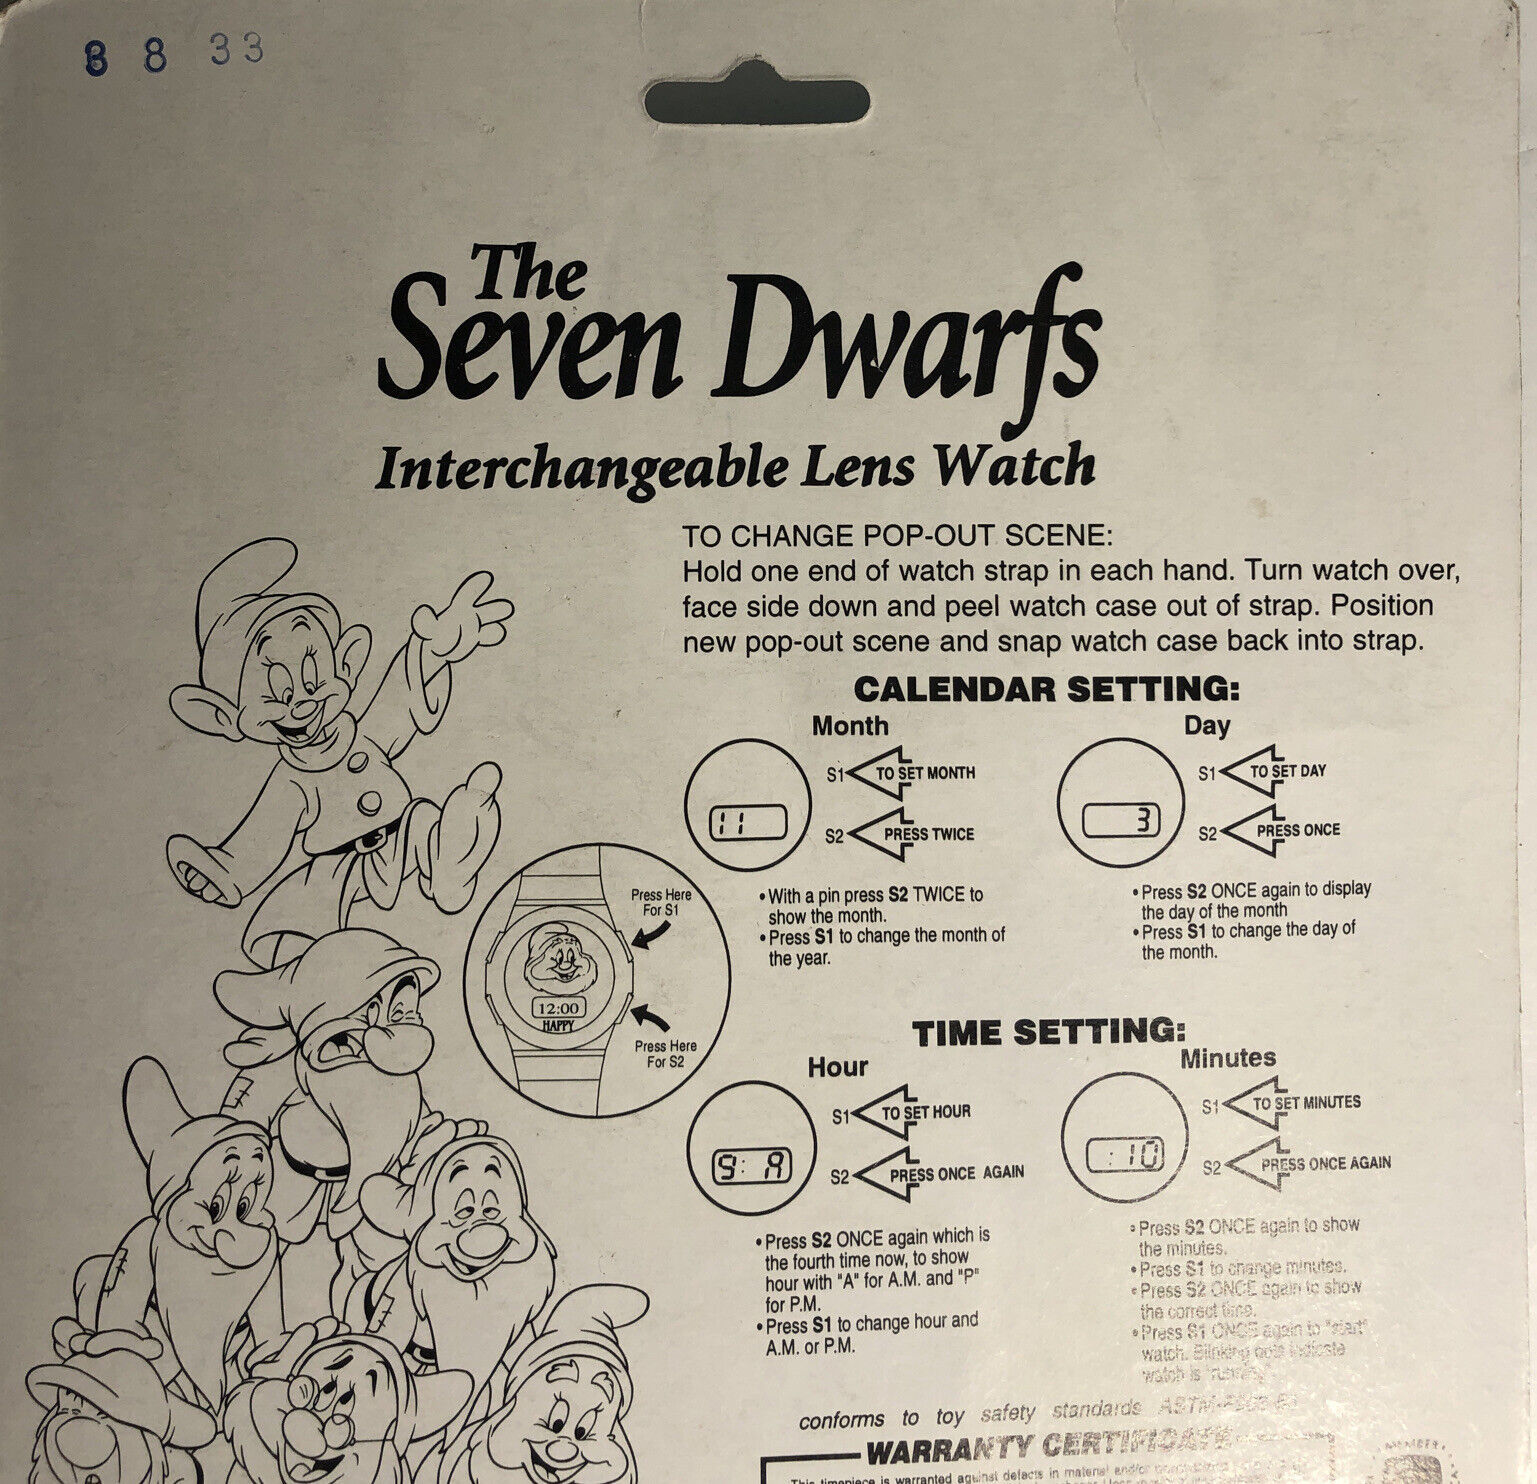 8 8 33
The
Seven Dwarfs
Interchangeable Lens Watch
TO CHANGE POP-OUT SCENE:
Hold one end of watch strap in each hand. Turn watch over,
face side down and peel watch case out of strap. Position
new pop-out scene and snap watch case back into strap.
CALENDAR SETTING:
Month
S1 TO SET MONTH
11
S2 PRESS TWICE
• With a pin press S2 TWICE to
show the month.
• Press S1 to change the month of
the year.
Day
S1 TO SET DAY
3
S2 PRESS ONCE
• Press S2 ONCE again to display
the day of the month
• Press S1 to change the day of
the month.
Press Here
For S1
12:00
HAPPY
Press Here
For S2
TIME SETTING:
Hour
S1 TO SET HOUR
9: A
S2 PRESS ONCE AGAIN
• Press S2 ONCE again which is
the fourth time now, to show
hour with "A" for A.M. and "P"
for P.M.
• Press S1 to change hour and
A.M. or P.M.
Minutes
S1 TO SET MINUTES
:10
S2 PRESS ONCE AGAIN
• Press S2 ONCE again to show
the minutes.
• Press S1 to change minutes.
• Press S2 ONCE again to show
the correct time.
• Press S1 ONCE again to "start"
watch. Blinking dots indicate
watch is "running"
conforms to toy safety standards
WARRANTY CERTIFICATE
This timepiece is warranted against defects in material and/or
MEMBER